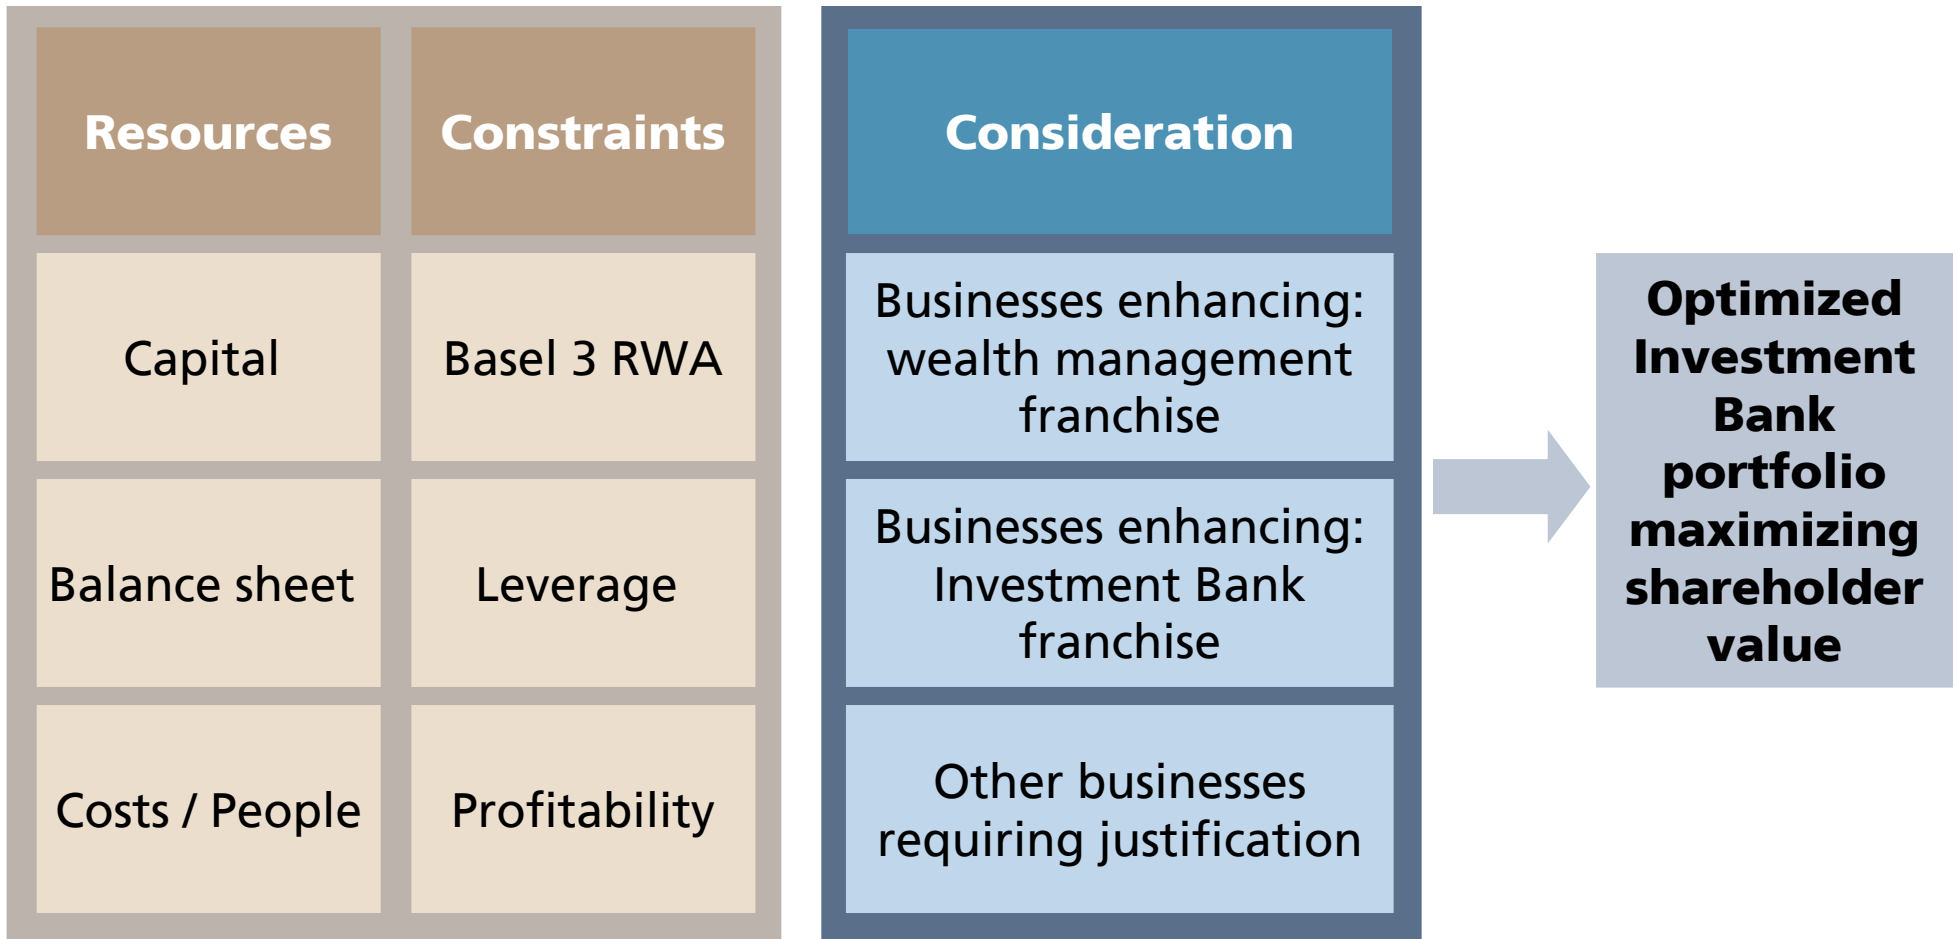 Resources
Constraints
Consideration
Capital
Basel 3 RWA
Businesses enhancing:
wealth management
franchise
Balance sheet
Leverage
Businesses enhancing:
Investment Bank
franchise
Costs / People
Profitability
Other businesses
requiring justification
Optimized
Investment
Bank
portfolio
maximizing
shareholder
value